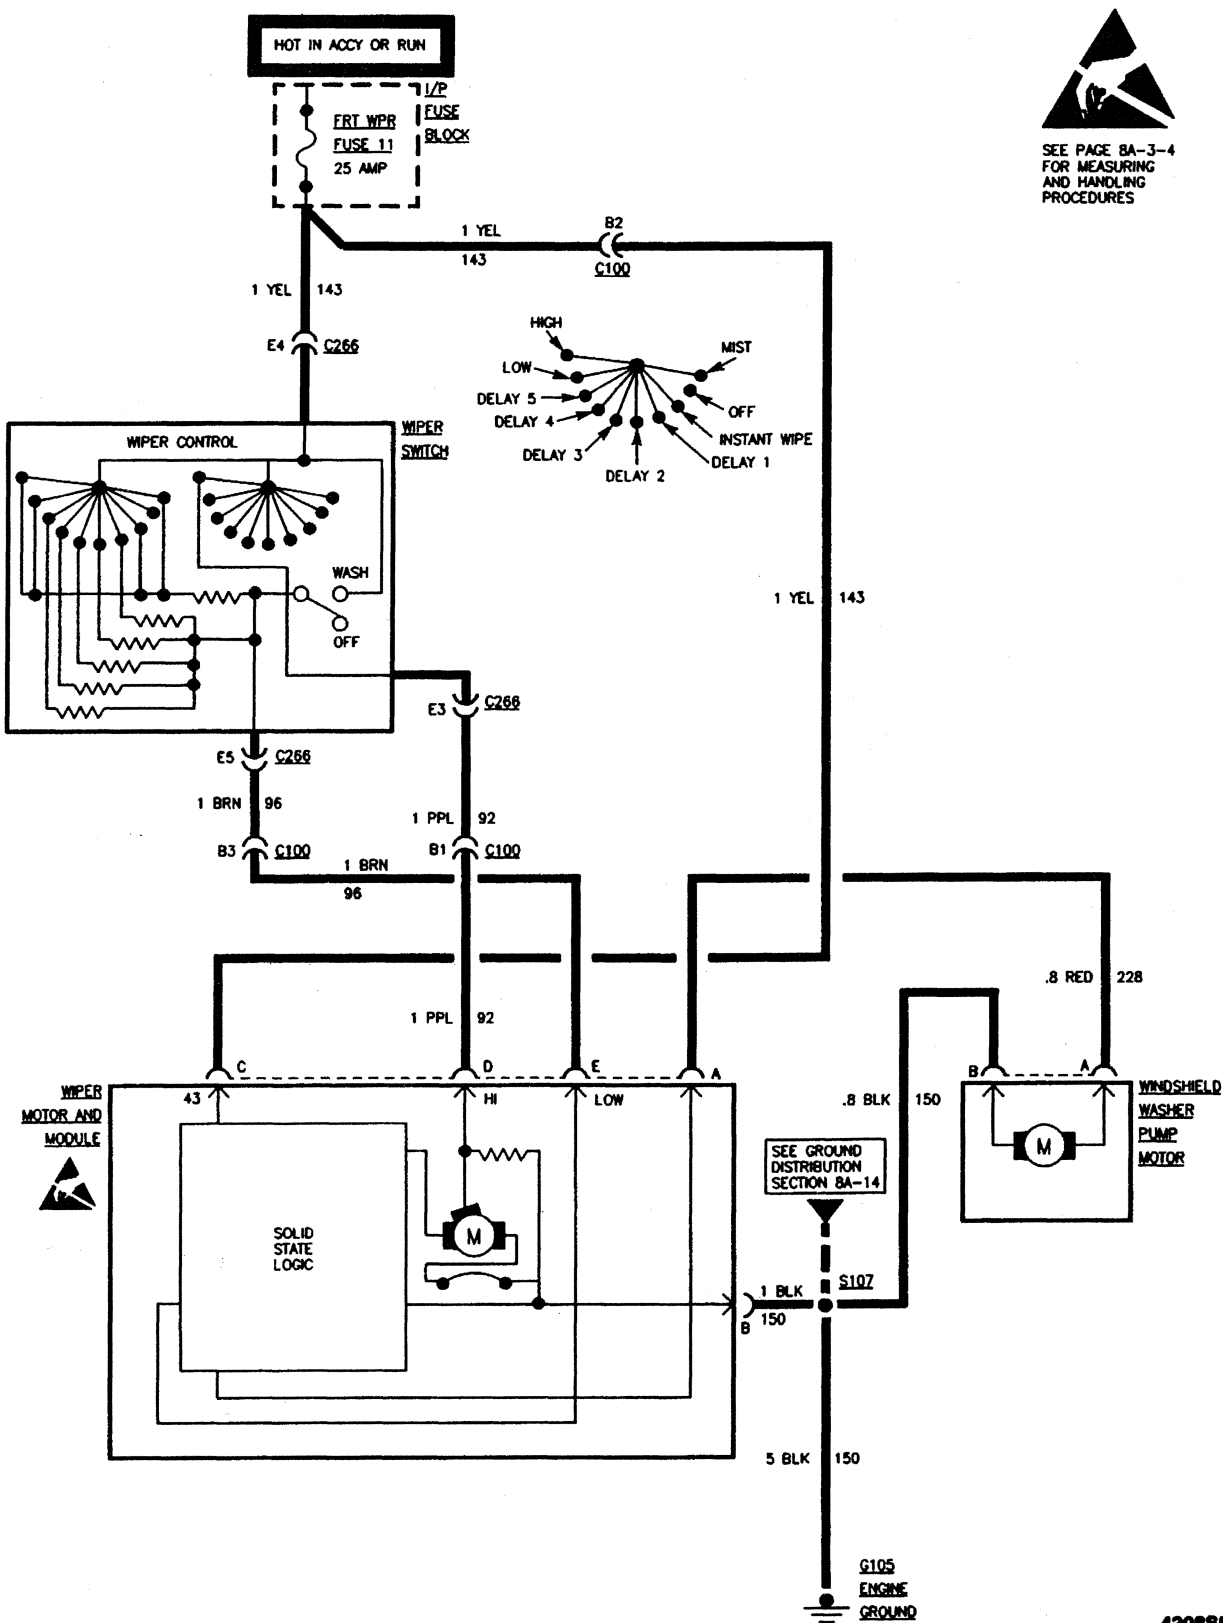 HOT IN ACCY OR RUN
I/P
FUSE
BLOCK
FRT WPR
FUSE 11
25 AMP
SEE PAGE 8A-3-4
FOR MEASURING
AND HANDLING
PROCEDURES
1 YEL
143
B2
C100
1 YEL 143
E4 C266
HIGH
LOW
DELAY 5
DELAY 4
DELAY 3
DELAY 2
DELAY 1
INSTANT WIPE
OFF
MIST
WIPER
SWITCH
WIPER CONTROL
WASH
OFF
1 YEL 143
E3 C266
E5 C266
1 BRN 96
1 PPL 92
B3 C100
B1 C100
1 BRN
96
.8 RED 228
1 PPL 92
C D E A
43 HI LOW
WIPER
MOTOR AND
MODULE
SOLID
STATE
LOGIC
M
B
1 BLK
150
.8 BLK 150
SEE GROUND
DISTRIBUTION
SECTION 8A-14
S107
B A
M
WINDSHIELD
WASHER
PUMP
MOTOR
5 BLK 150
G105
ENGINE
GROUND